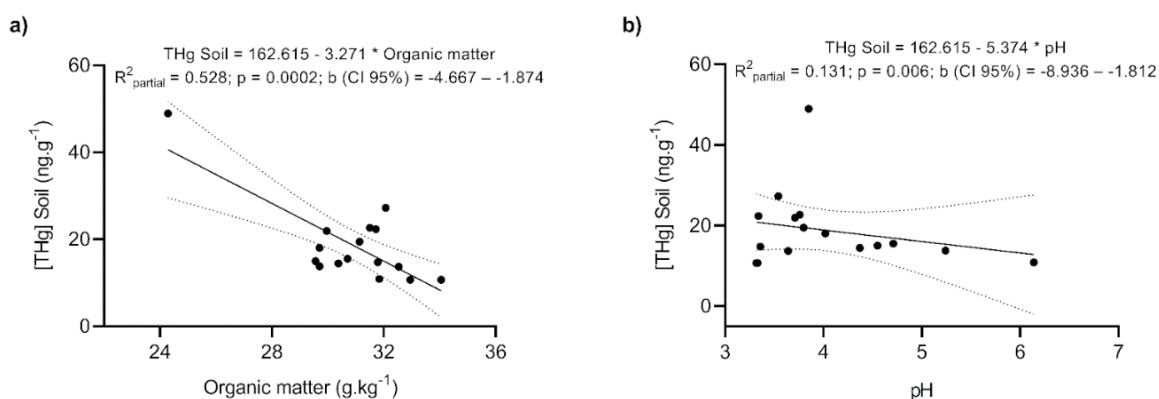 a)
THg Soil = 162.615 - 3.271 * Organic matter
R²partial = 0.528; p = 0.0002; b (CI 95%) = -4.667 – -1.874
60
40
20
0
[THg] Soil (ng.g⁻¹)
24 28 32 36
Organic matter (g.kg⁻¹)
b)
THg Soil = 162.615 - 5.374 * pH
R²partial = 0.131; p = 0.006; b (CI 95%) = -8.936 – -1.812
60
40
20
0
[THg] Soil (ng.g⁻¹)
3 4 5 6 7
pH